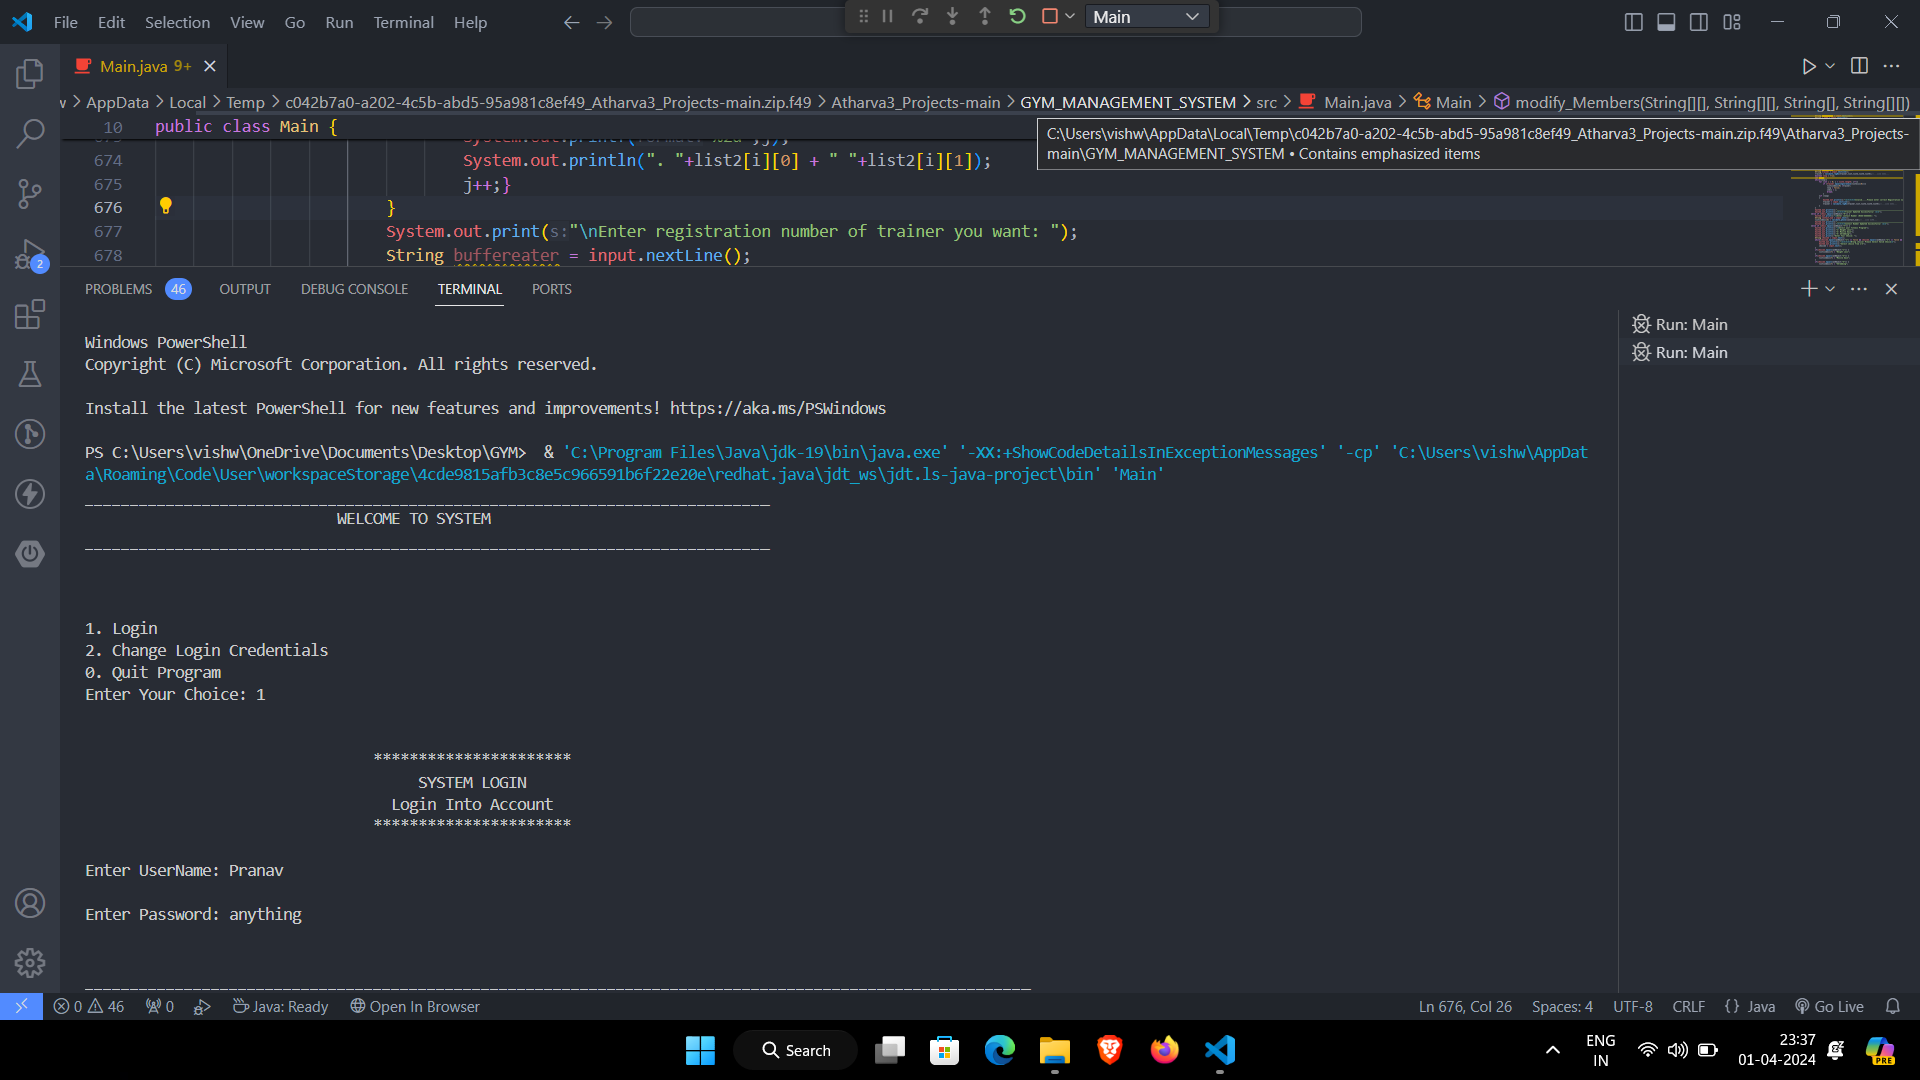 File Edit Selection View Go Run Terminal Help
Main
Main.java 9+
AppData > Local > Temp > c042b7a0-a202-4c5b-abd5-95a981c8ef49_Atharva3_Projects-main.zip.f49 > Atharva3_Projects-main > GYM_MANAGEMENT_SYSTEM > src > Main.java > Main > modify_Members(String[][], String[][], String[], String[][])
10 public class Main {
C:\Users\vishw\AppData\Local\Temp\c042b7a0-a202-4c5b-abd5-95a981c8ef49_Atharva3_Projects-main.zip.f49\Atharva3_Projects-
main\GYM_MANAGEMENT_SYSTEM • Contains emphasized items
674 System.out.println(". "+list2[i][0] + " "+list2[i][1]);
675 j++;}
676 }
677 System.out.print(s:"\nEnter registration number of trainer you want: ");
678 String buffereater = input.nextLine();
PROBLEMS 46 OUTPUT DEBUG CONSOLE TERMINAL PORTS
Run: Main
Run: Main
Windows PowerShell
Copyright (C) Microsoft Corporation. All rights reserved.
Install the latest PowerShell for new features and improvements! https://aka.ms/PSWindows
PS C:\Users\vishw\OneDrive\Documents\Desktop\GYM>  & 'C:\Program Files\Java\jdk-19\bin\java.exe' '-XX:+ShowCodeDetailsInExceptionMessages' '-cp' 'C:\Users\vishw\AppDat
a\Roaming\Code\User\workspaceStorage\4cde9815afb3c8e5c966591b6f22e20e\redhat.java\jdt_ws\jdt.ls-java-project\bin' 'Main'
____________________________________________________________________________
WELCOME TO SYSTEM
____________________________________________________________________________
1. Login
2. Change Login Credentials
0. Quit Program
Enter Your Choice: 1
**********************
SYSTEM LOGIN
Login Into Account
**********************
Enter UserName: Pranav
Enter Password: anything
_________________________________________________________________________________________________________
0 46 0 Java: Ready Open In Browser Ln 676, Col 26 Spaces: 4 UTF-8 CRLF {} Java Go Live
Search
ENG
IN
23:37
01-04-2024
PRE